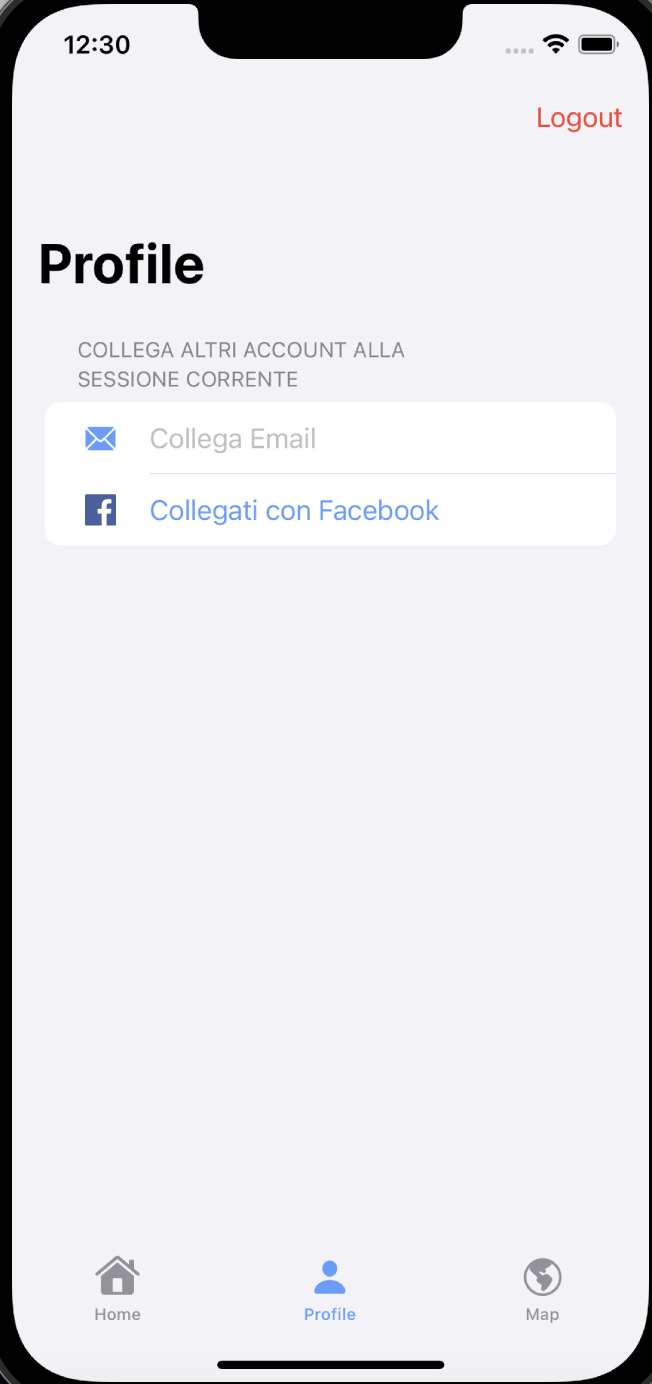 12:30
Logout
Profile
COLLEGA ALTRI ACCOUNT ALLA
SESSIONE CORRENTE
Collega Email
Collegati con Facebook
Home
Profile
Map